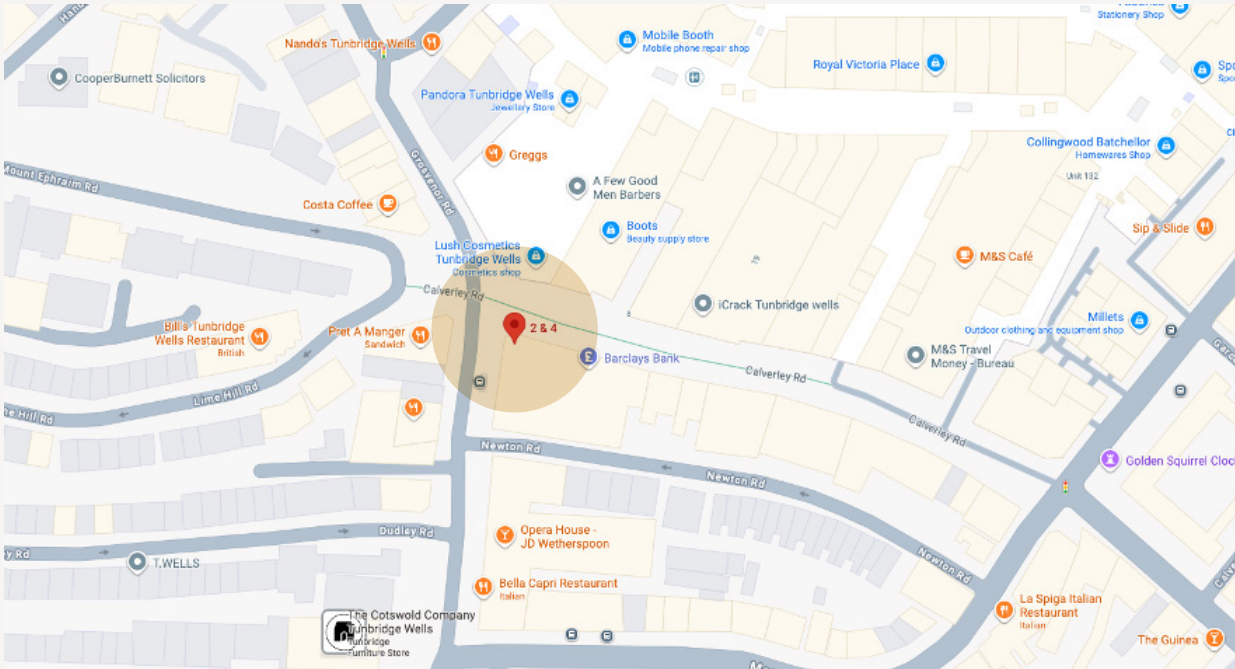 Stationery Shop
Nando's Tunbridge Wells
Mobile Booth
Mobile phone repair shop
Royal Victoria Place
CooperBurnett Solicitors
Pandora Tunbridge Wells
Jewellery Store
Grosvenor Rd
Greggs
Collingwood Batchellor
Homewares Shop
Unit 132
Mount Ephraim Rd
A Few Good
Men Barbers
Costa Coffee
Boots
Beauty supply store
Sip & Slide
Lush Cosmetics
Tunbridge Wells
Cosmetics shop
M&S Café
19
Calverley Rd
iCrack Tunbridge wells
8
Bill's Tunbridge
Wells Restaurant
British
Pret A Manger
Sandwich
2 & 4
Millets
Outdoor clothing and equipment shop
Barclays Bank
M&S Travel
Money - Bureau
Calverley Rd
Lime Hill Rd
Calverley Rd
Newton Rd
Newton Rd
Golden Squirrel Cloc
Dudley Rd
Opera House -
JD Wetherspoon
T.WELLS
Newton Rd
Bella Capri Restaurant
Italian
The Cotswold Company
Tunbridge Wells
Tunbridge
Furniture Store
La Spiga Italian
Restaurant
Italian
The Guinea